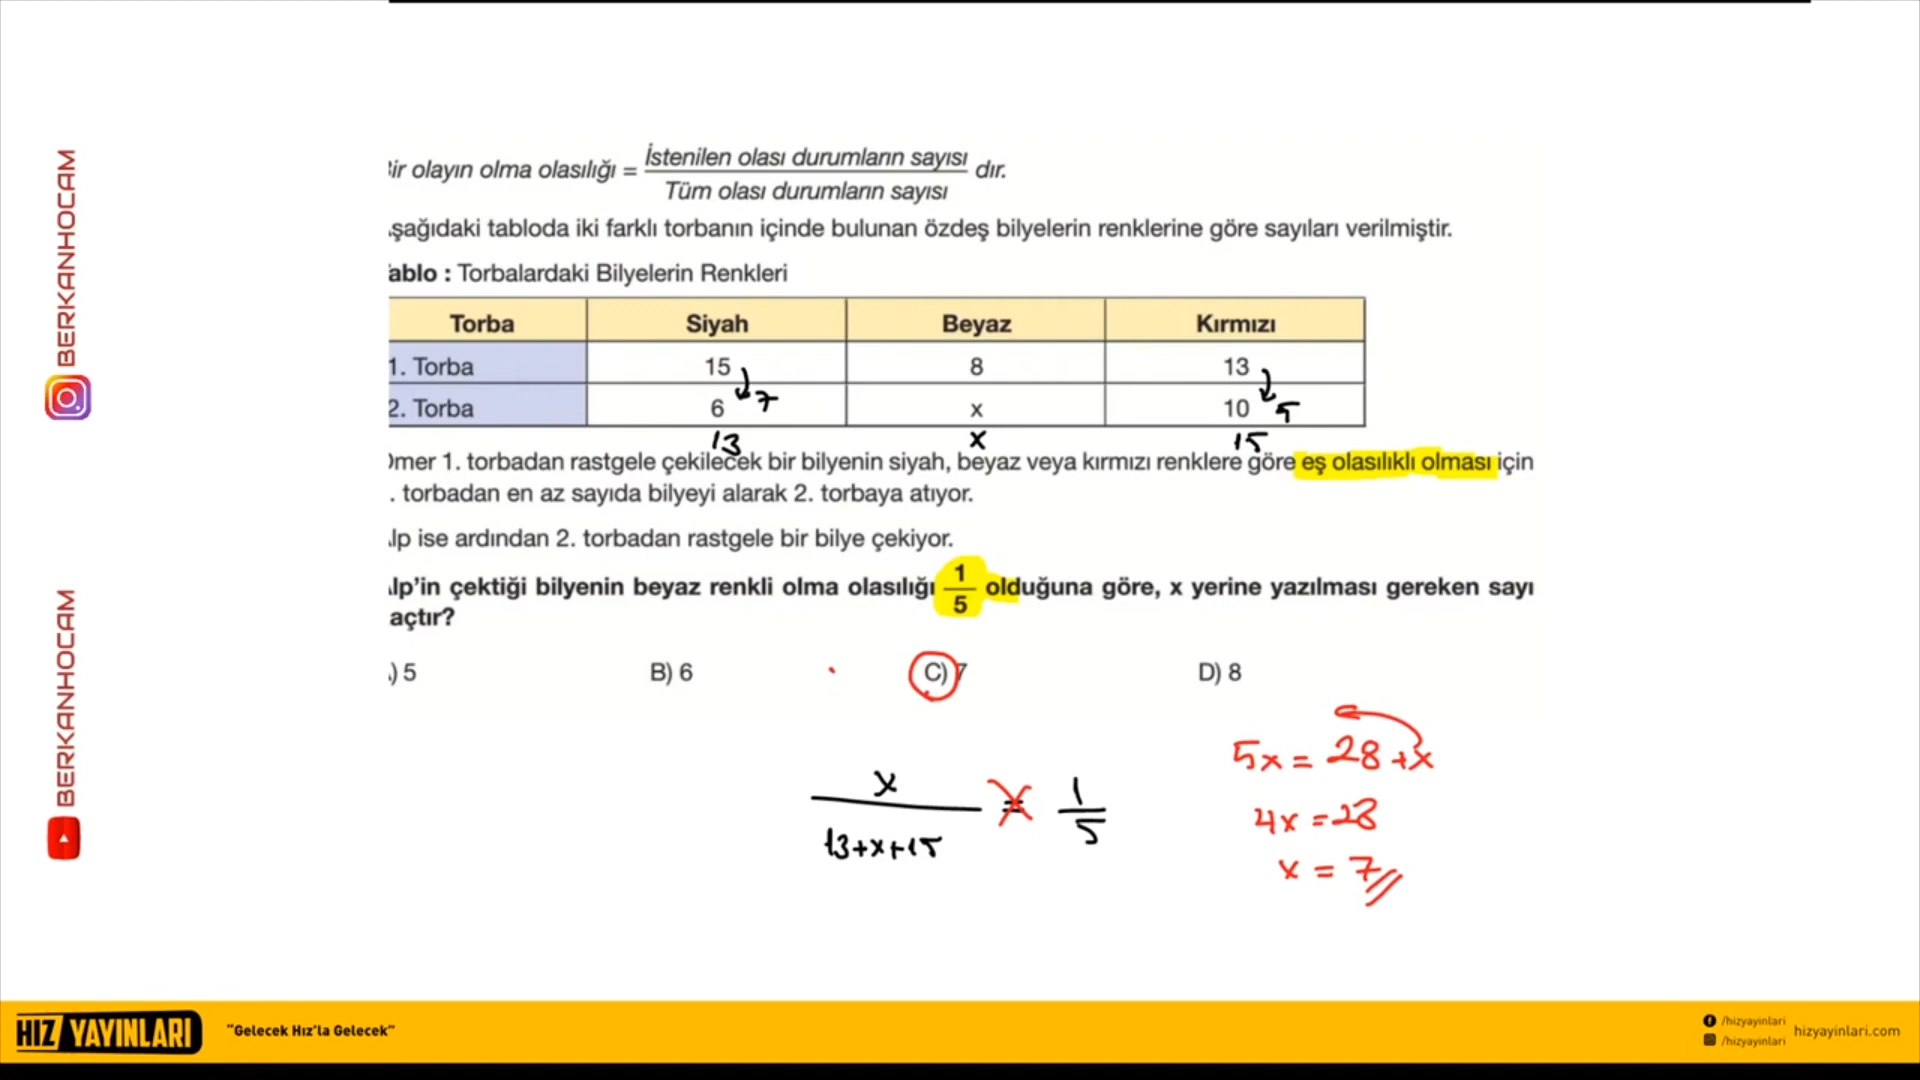 ir olayın olma olasılığı = İstenilen olası durumların sayısı / Tüm olası durumların sayısı dır.
şağıdaki tabloda iki farklı torbanın içinde bulunan özdeş bilyelerin renklerine göre sayıları verilmiştir.
ablo : Torbalardaki Bilyelerin Renkleri
Torba Siyah Beyaz Kırmızı
1. Torba 15 8 13
2. Torba 6 7 x 10 5
13 x 15
mer 1. torbadan rastgele çekilecek bir bilyenin siyah, beyaz veya kırmızı renklere göre eş olasılıklı olması için
. torbadan en az sayıda bilyeyi alarak 2. torbaya atıyor.
lp ise ardından 2. torbadan rastgele bir bilye çekiyor.
lp'in çektiği bilyenin beyaz renkli olma olasılığı 1/5 olduğuna göre, x yerine yazılması gereken sayı
açtır?
) 5 B) 6 C) 7 D) 8
x / 13+x+15 = 1/5
5x = 28 +x
4x = 28
x = 7
BERKANHOCAM
BERKANHOCAM
HIZ YAYINLARI
"Gelecek Hız'la Gelecek"
/hizyayinlari
/hizyayinlari
hizyayinlari.com